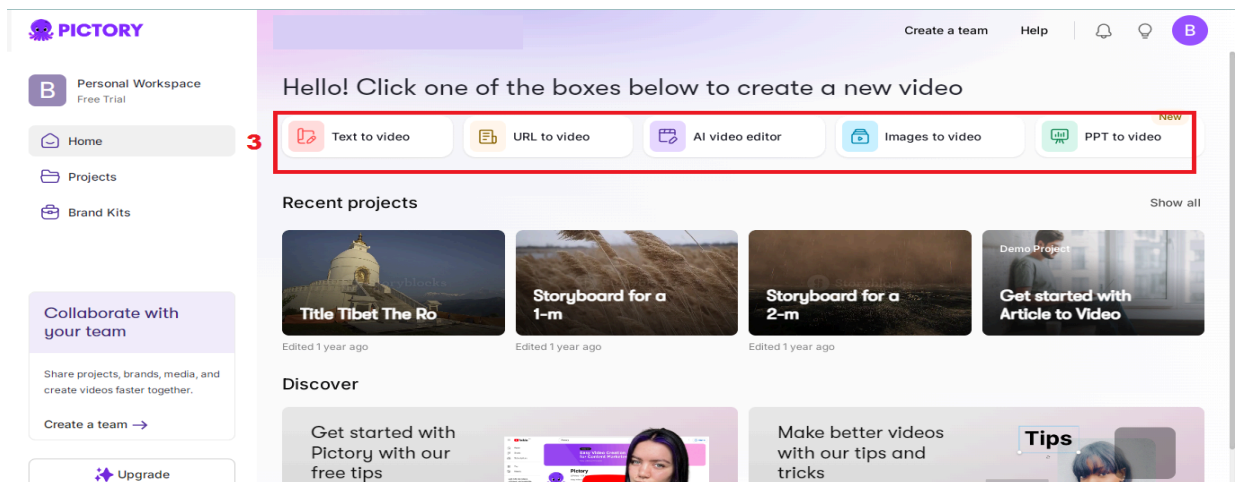 PICTORY
Create a team
Help
B
B
Personal Workspace
Free Trial
Home
Projects
Brand Kits
Collaborate with
your team
Share projects, brands, media, and
create videos faster together.
Create a team →
Upgrade
Hello! Click one of the boxes below to create a new video
3
Text to video
URL to video
AI video editor
Images to video
New
PPT to video
Recent projects
Show all
Title Tibet The Ro
Edited 1 year ago
Storyboard for a
1-m
Edited 1 year ago
Storyboard for a
2-m
Edited 1 year ago
Demo Project
Get started with
Article to Video
Discover
Get started with
Pictory with our
free tips
Make better videos
with our tips and
tricks
Tips